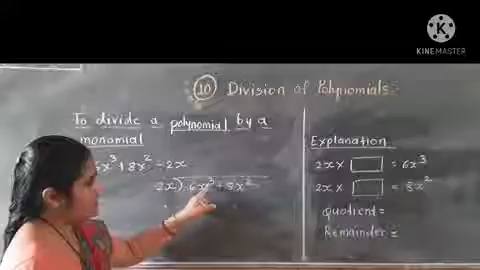 KINEMASTER
10 Division of Polynomials:
To divide a polynomial by a
monomial
x³ + 8x² ÷ 2x
2x) 6x³ + 8x²
Explanation
2x × = 6x³
2x × = 8x²
Quotient =
Remainder =